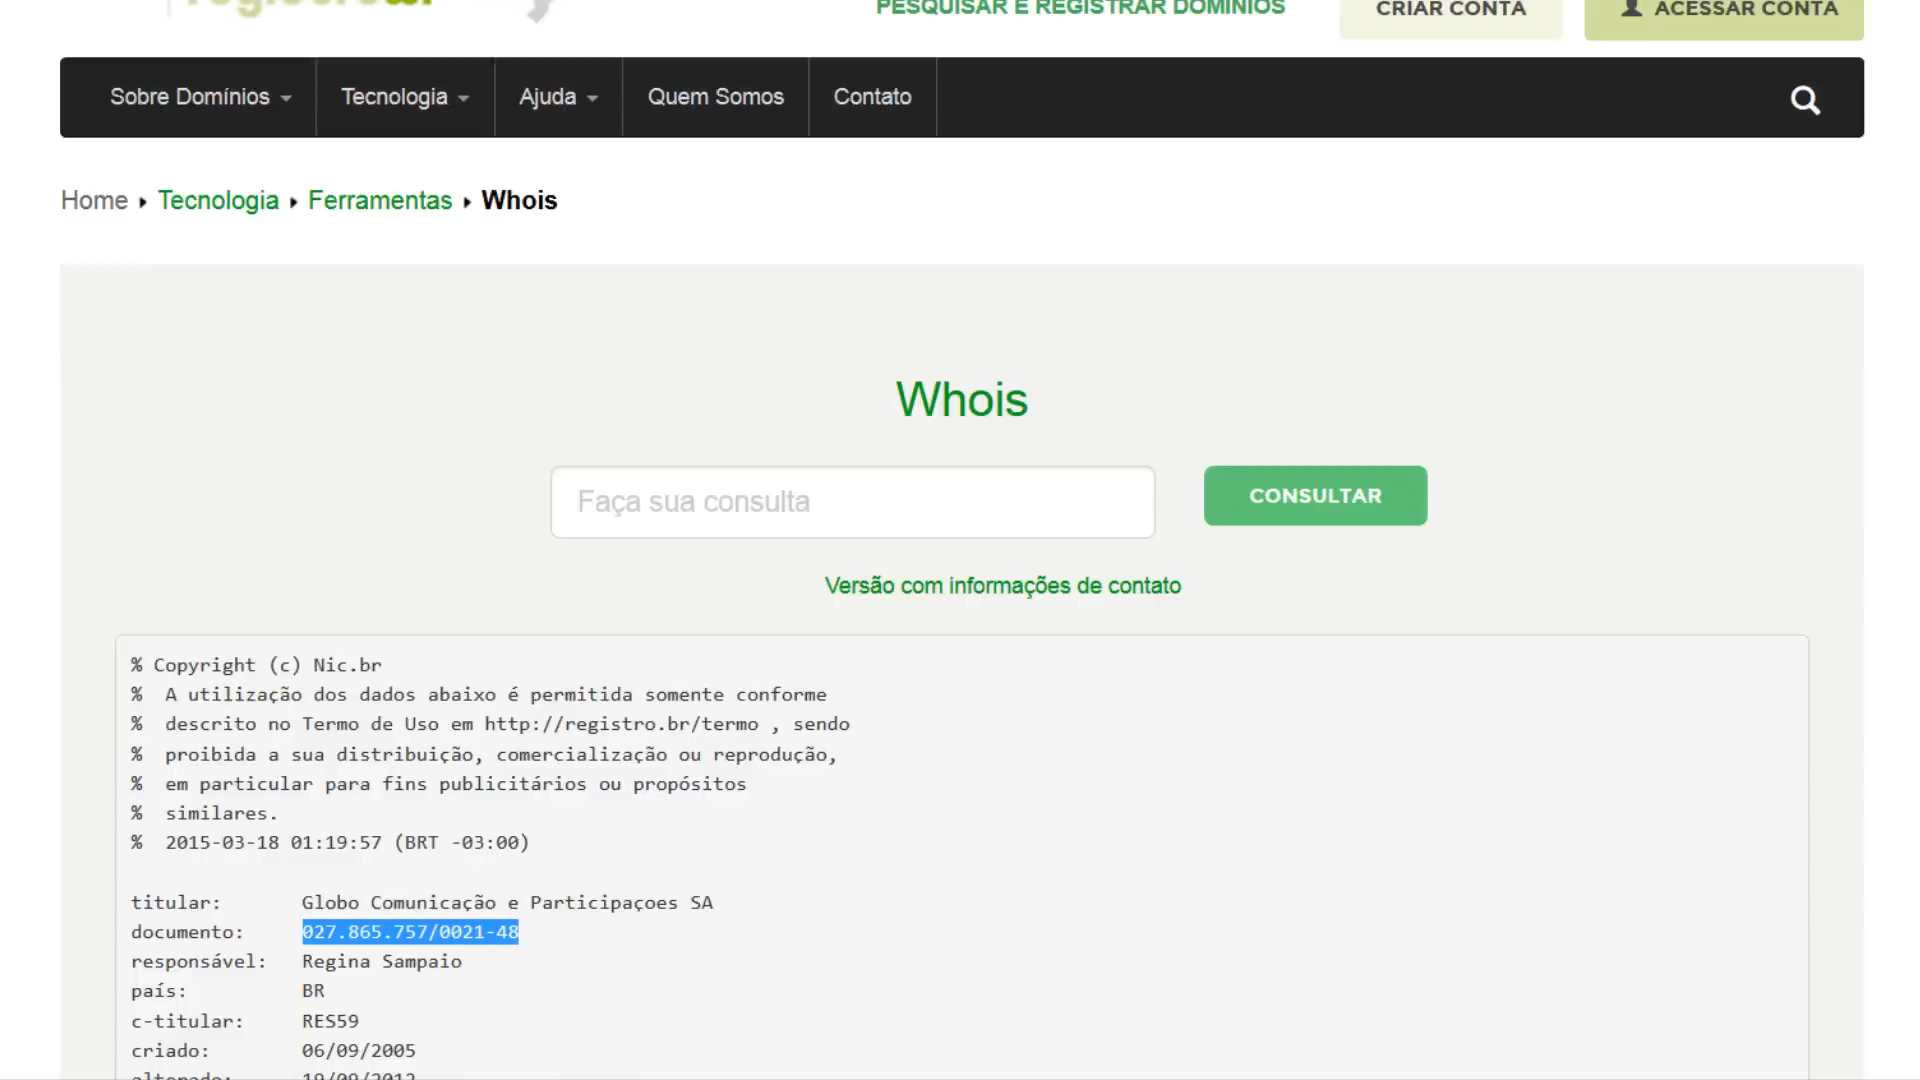 PESQUISAR E REGISTRAR DOMÍNIOS
CRIAR CONTA
ACESSAR CONTA
Sobre Domínios
Tecnologia
Ajuda
Quem Somos
Contato
Home Tecnologia Ferramentas Whois
Whois
Faça sua consulta
CONSULTAR
Versão com informações de contato
% Copyright (c) Nic.br
% A utilização dos dados abaixo é permitida somente conforme
% descrito no Termo de Uso em http://registro.br/termo , sendo
% proibida a sua distribuição, comercialização ou reprodução,
% em particular para fins publicitários ou propósitos
% similares.
% 2015-03-18 01:19:57 (BRT -03:00)
titular: Globo Comunicação e Participaçoes SA
documento: 027.865.757/0021-48
responsável: Regina Sampaio
país: BR
c-titular: RES59
criado: 06/09/2005
alterado: 19/09/2012